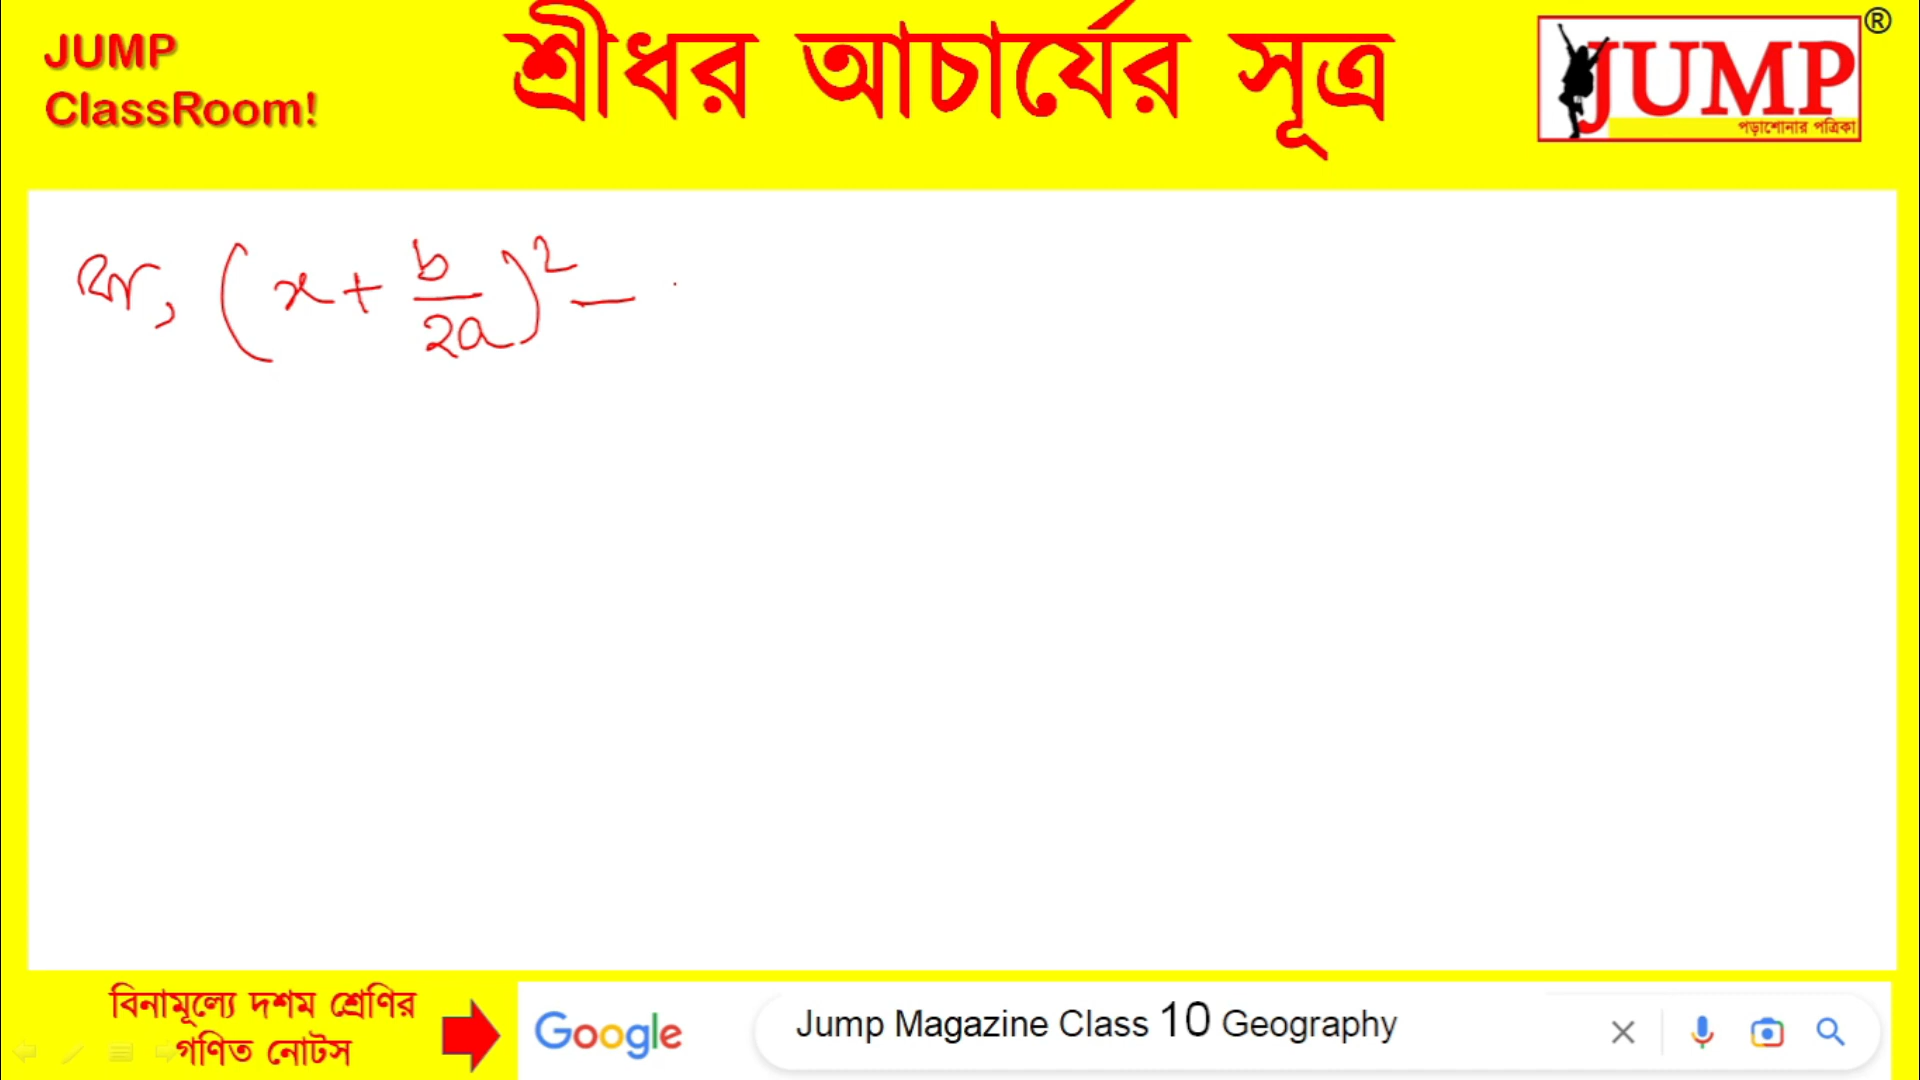 JUMP
ClassRoom!
শ্রীধর আচার্যের সূত্র
JUMP®
পড়াশোনার পত্রিকা
বা, (x + b/2a)² −
বিনামূল্যে দশম শ্রেণির
গণিত নোটস
Google
Jump Magazine Class 10 Geography